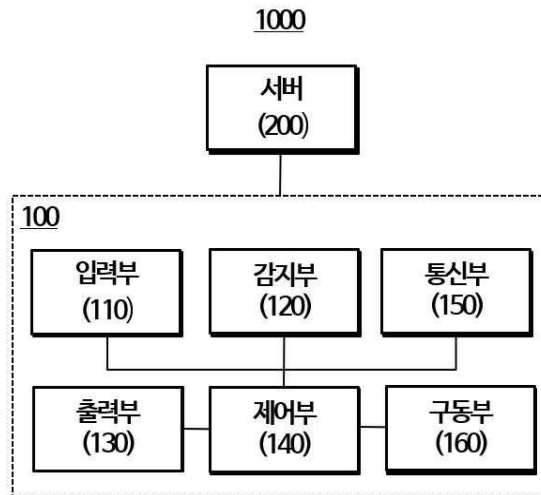 1000
서버
(200)
100
입력부
(110)
감지부
(120)
통신부
(150)
출력부
(130)
제어부
(140)
구동부
(160)